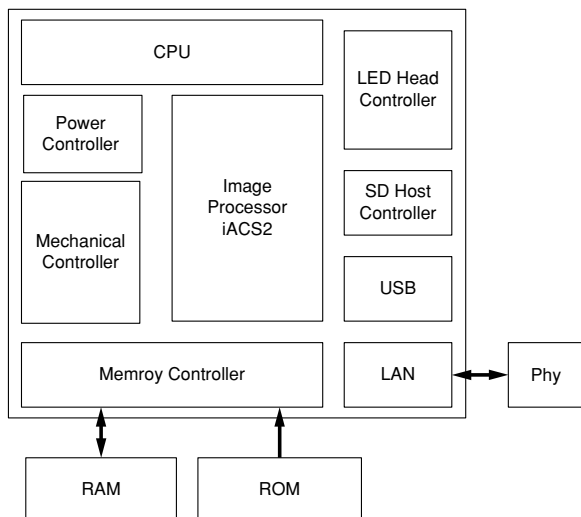 CPU
LED Head
Controller
Power
Controller
Image
Processor
iACS2
SD Host
Controller
Mechanical
Controller
USB
Memroy Controller
LAN
Phy
RAM
ROM